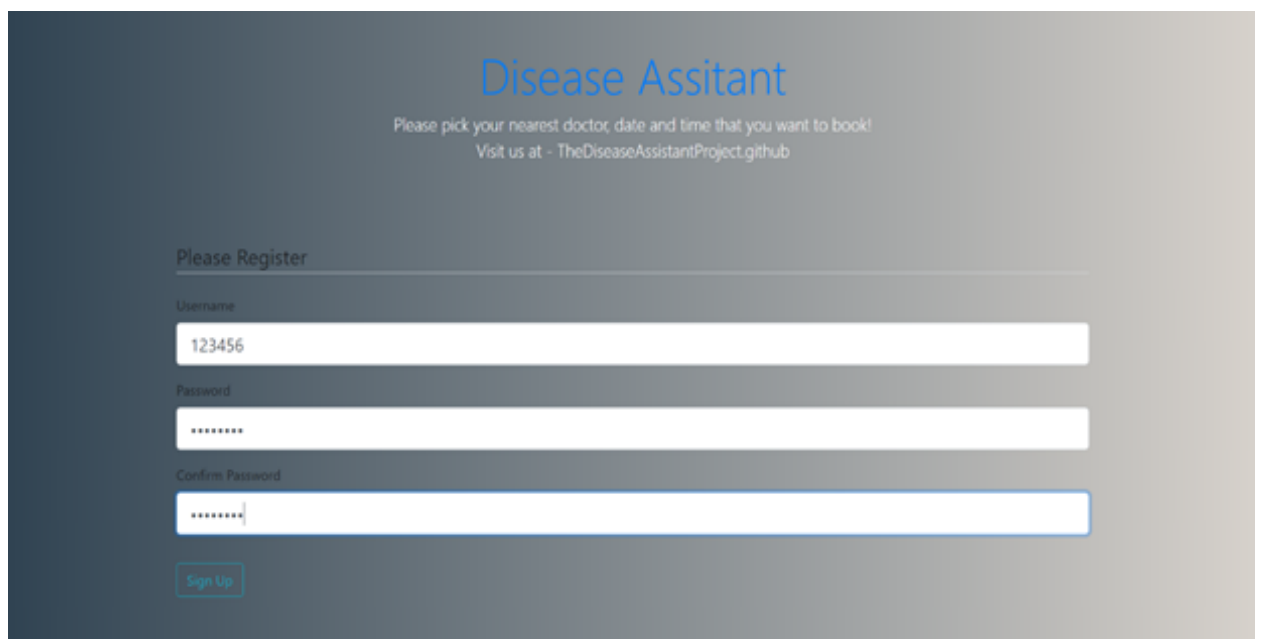 Disease Assitant
Please pick your nearest doctor, date and time that you want to book!
Visit us at - TheDiseaseAssistantProject.github
Please Register
Username
123456
Password
••••••••
Confirm Password
••••••••
Sign Up